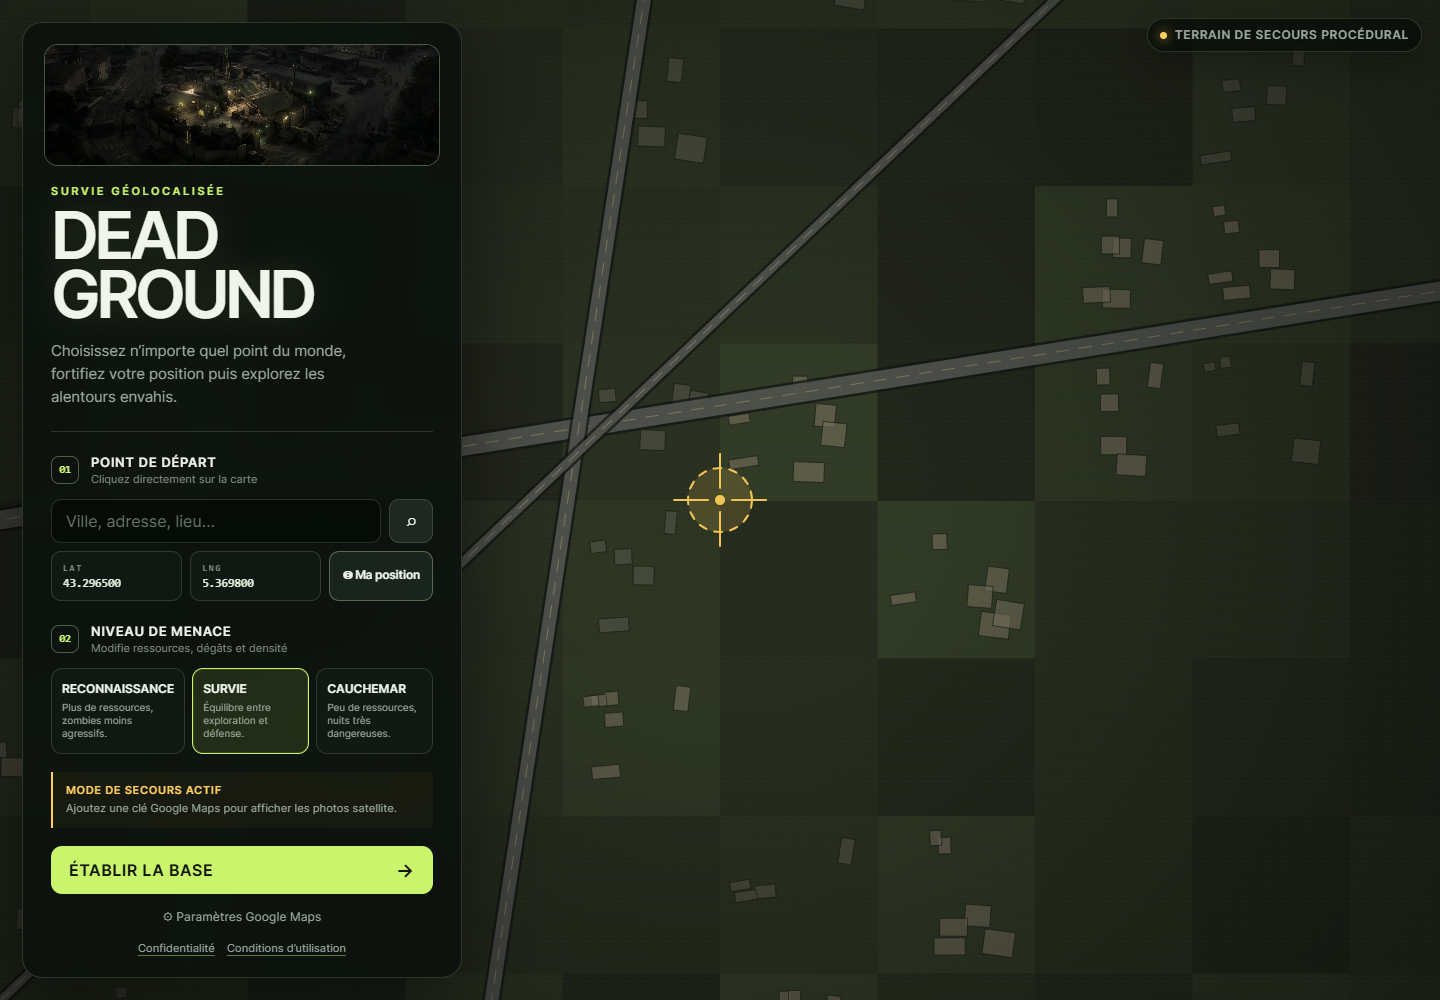 TERRAIN DE SECOURS PROCÉDURAL
SURVIE GÉOLOCALISÉE
DEAD
GROUND
Choisissez n’importe quel point du monde,
fortifiez votre position puis explorez les
alentours envahis.
01
POINT DE DÉPART
Cliquez directement sur la carte
Ville, adresse, lieu…
LAT
43.296500
LNG
5.369800
Ma position
02
NIVEAU DE MENACE
Modifie ressources, dégâts et densité
RECONNAISSANCE
Plus de ressources,
zombies moins
agressifs.
SURVIE
Équilibre entre
exploration et
défense.
CAUCHEMAR
Peu de ressources,
nuits très
dangereuses.
MODE DE SECOURS ACTIF
Ajoutez une clé Google Maps pour afficher les photos satellite.
ÉTABLIR LA BASE →
⚙ Paramètres Google Maps
Confidentialité Conditions d’utilisation